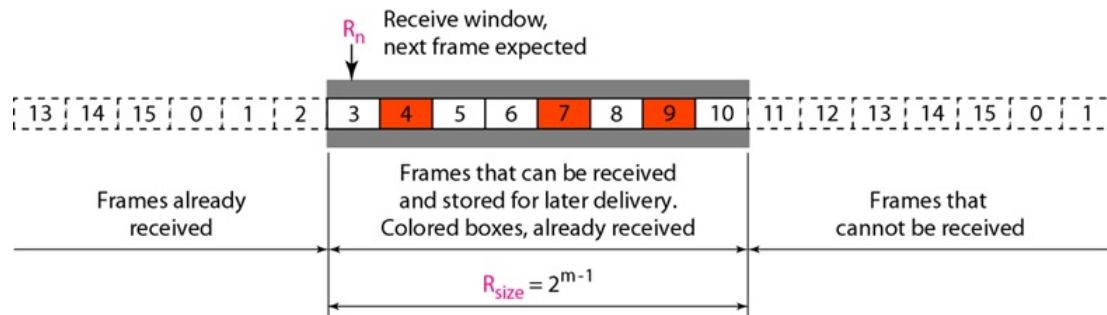 Rn
Receive window,
next frame expected
13 14 15 0 1 2 3 4 5 6 7 8 9 10 11 12 13 14 15 0 1
Frames already
received
Frames that can be received
and stored for later delivery.
Colored boxes, already received
Frames that
cannot be received
Rsize = 2^m-1